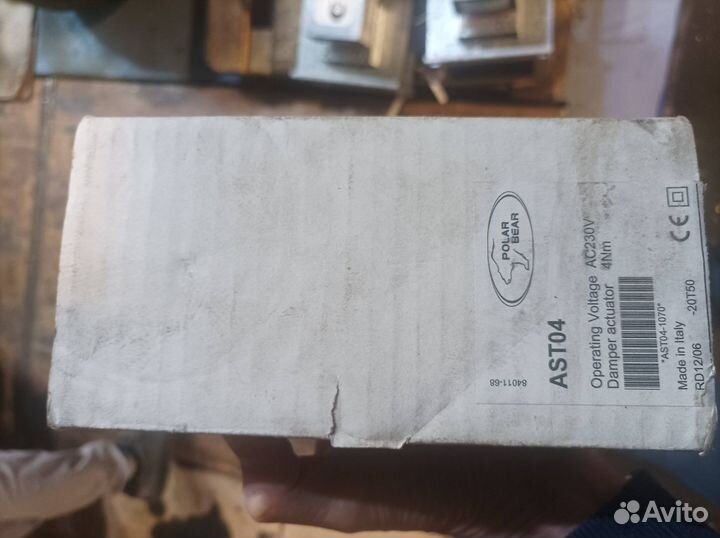 POLAR
BEAR
84011-68
AST04
Operating Voltage AC230V
Damper actuator 4Nm
*AST04-1070*
Made in Italy -20T50
RD12/06
CE
Avito